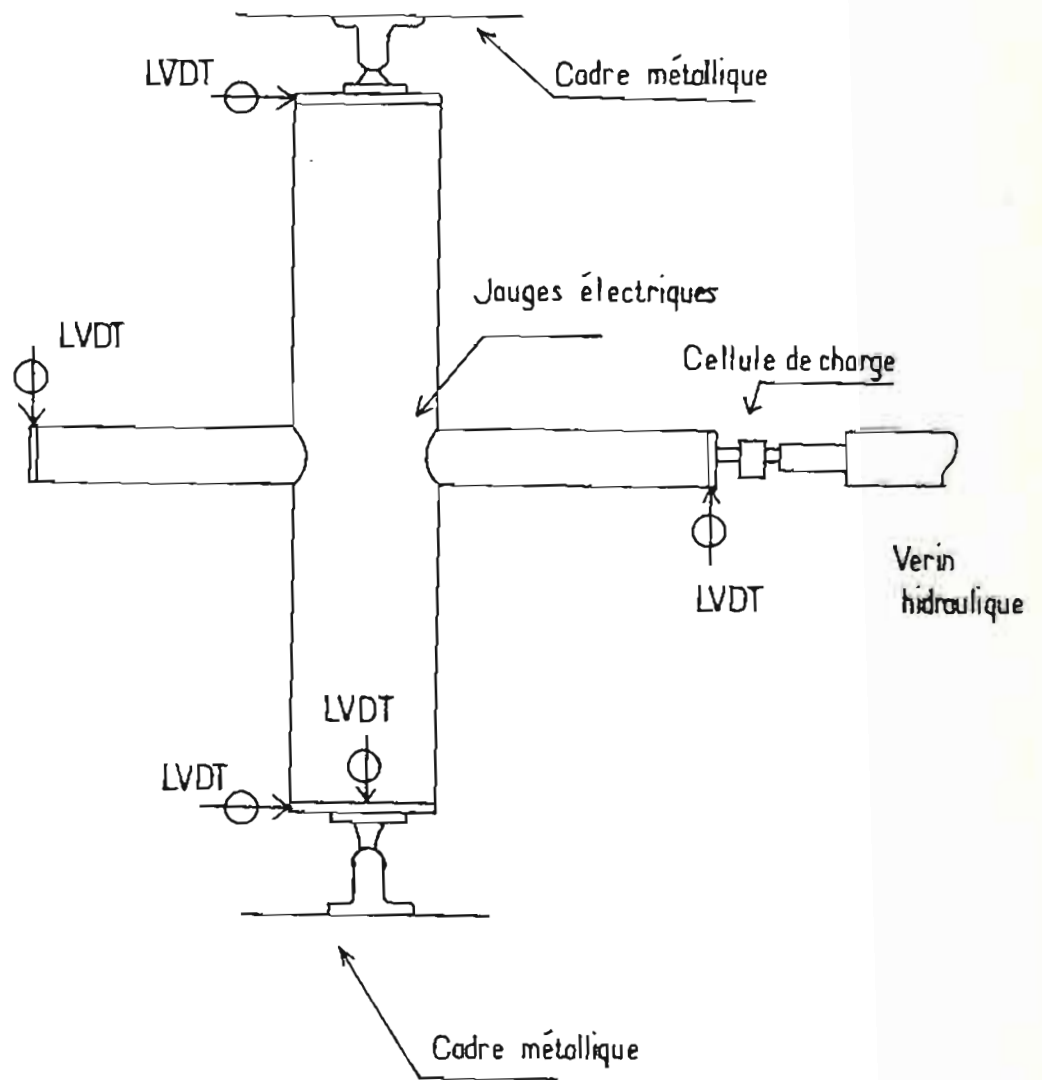 LVDT
Cadre métallique
Jauges électriques
LVDT
Cellule de charge
Verin
hidraulique
LVDT
LVDT
LVDT
Cadre métallique